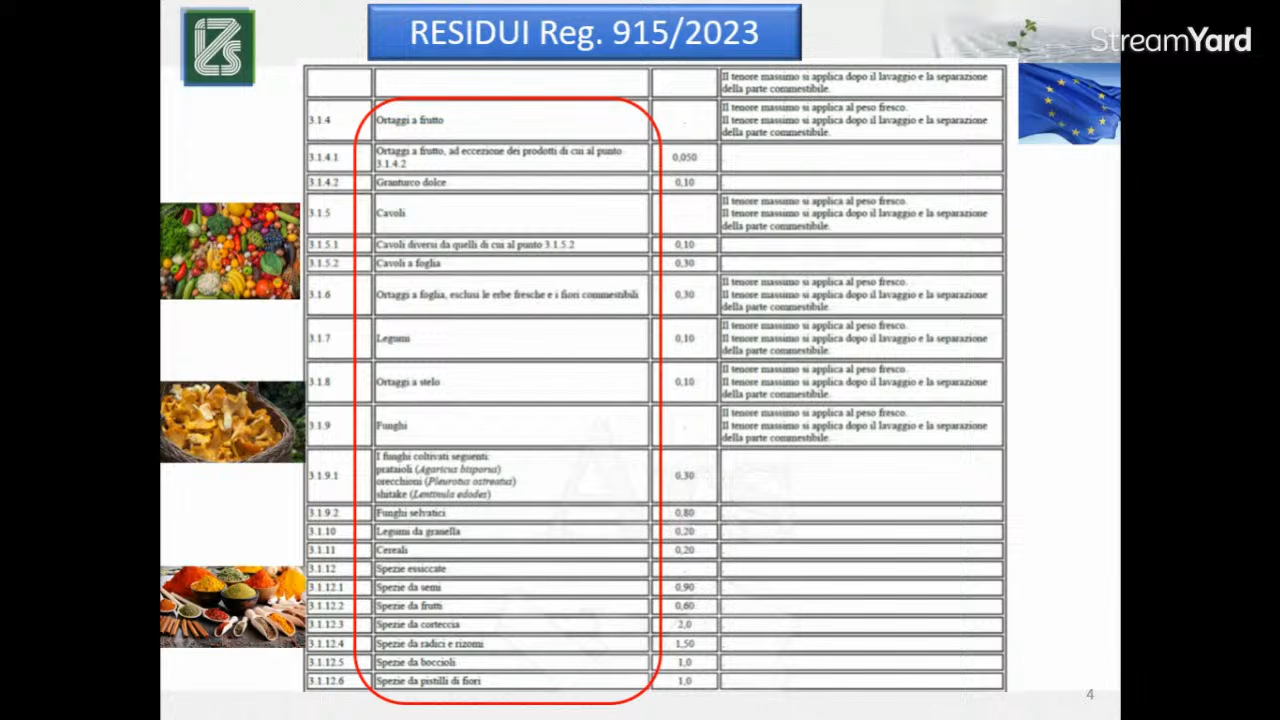 RESIDUI Reg. 915/2023
StreamYard
Il tenore massimo si applica dopo il lavaggio e la separazione
della parte commestibile.
3.1.4 Ortaggi a frutto Il tenore massimo si applica al peso fresco.
Il tenore massimo si applica dopo il lavaggio e la separazione
della parte commestibile.
3.1.4.1 Ortaggi a frutto, ad eccezione dei prodotti di cui al punto
3.1.4.2 0,050
3.1.4.2 Granturco dolce 0,10
3.1.5 Cavoli Il tenore massimo si applica al peso fresco.
Il tenore massimo si applica dopo il lavaggio e la separazione
della parte commestibile.
3.1.5.1 Cavoli diversi da quelli di cui al punto 3.1.5.2 0,10
3.1.5.2 Cavoli a foglia 0,30
3.1.6 Ortaggi a foglia, esclusi le erbe fresche e i fiori commestibili 0,30 Il tenore massimo si applica al peso fresco.
Il tenore massimo si applica dopo il lavaggio e la separazione
della parte commestibile.
3.1.7 Legumi 0,10 Il tenore massimo si applica al peso fresco.
Il tenore massimo si applica dopo il lavaggio e la separazione
della parte commestibile.
3.1.8 Ortaggi a stelo 0,10 Il tenore massimo si applica al peso fresco.
Il tenore massimo si applica dopo il lavaggio e la separazione
della parte commestibile.
3.1.9 Funghi Il tenore massimo si applica al peso fresco.
Il tenore massimo si applica dopo il lavaggio e la separazione
della parte commestibile.
3.1.9.1 I funghi coltivati seguenti:
prataioli (Agaricus bisporus)
orecchioni (Pleurotus ostreatus)
shitake (Lentinula edodes) 0,30
3.1.9.2 Funghi selvatici 0,80
3.1.10 Legumi da granella 0,20
3.1.11 Cereali 0,20
3.1.12 Spezie essiccate
3.1.12.1 Spezie da semi 0,90
3.1.12.2 Spezie da frutti 0,60
3.1.12.3 Spezie da corteccia 2,0
3.1.12.4 Spezie da radici e rizomi 1,50
3.1.12.5 Spezie da boccioli 1,0
3.1.12.6 Spezie da pistilli di fiori 1,0
4